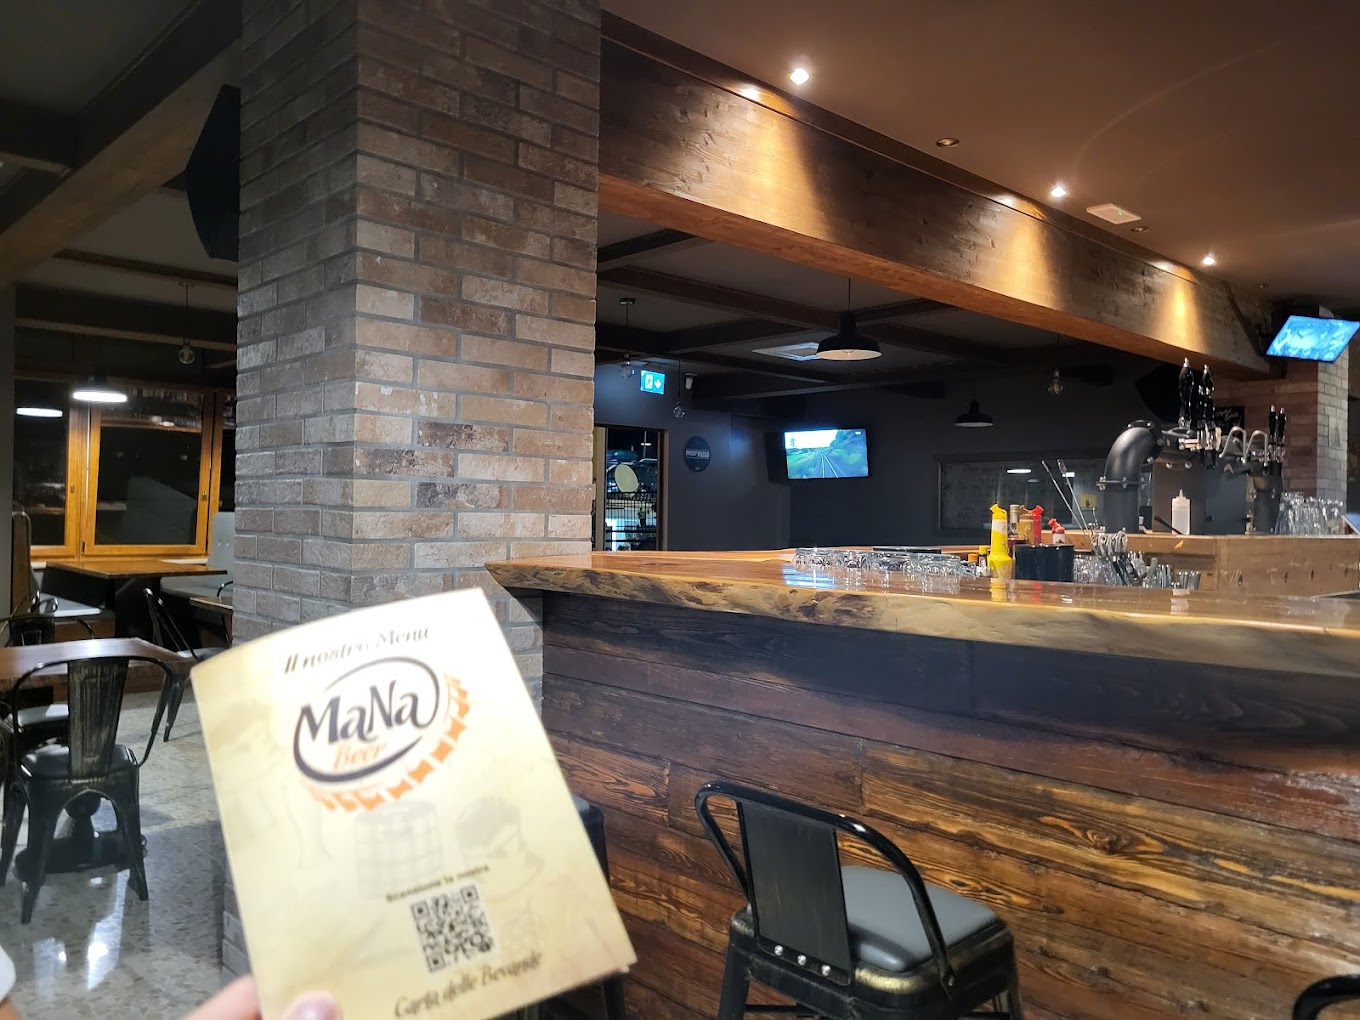 Il nostro Menu
MaNa
Beer
Scansiona la nostra
Carta delle Bevande